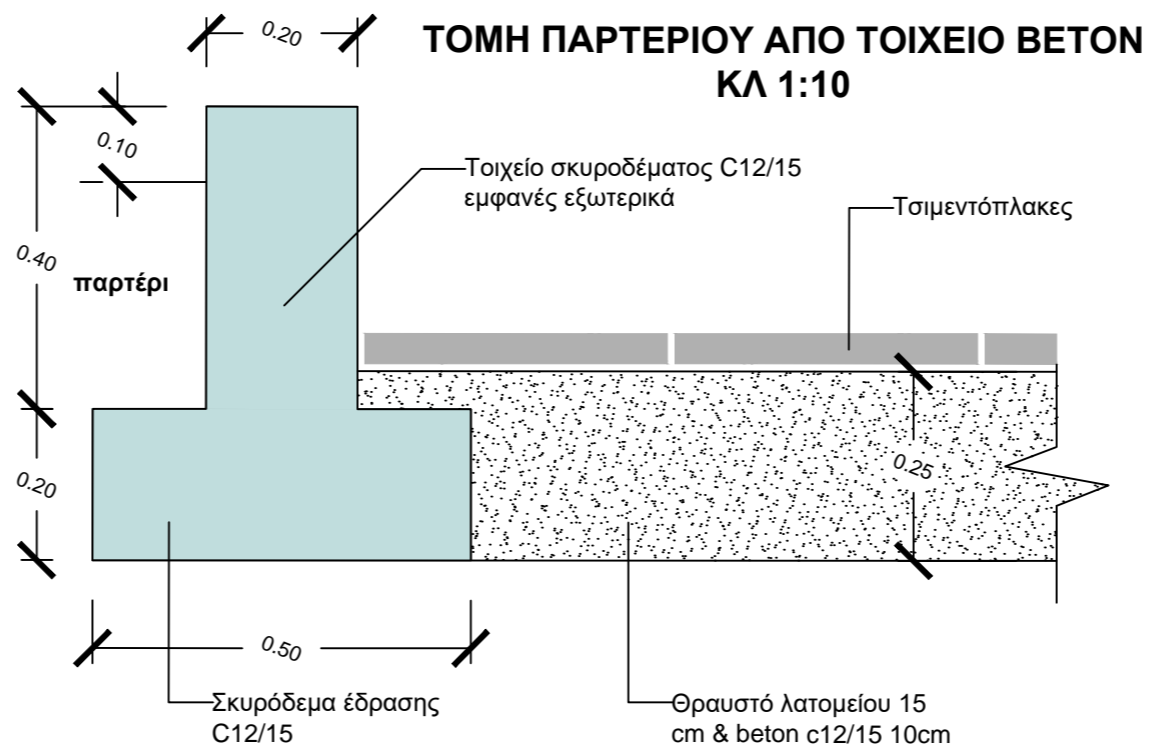 0.20
ΤΟΜΗ ΠΑΡΤΕΡΙΟΥ ΑΠΟ ΤΟΙΧΕΙΟ ΒΕΤΟΝ
ΚΛ 1:10
0.10
Τοιχείο σκυροδέματος C12/15
εμφανές εξωτερικά
Τσιμεντόπλακες
0.40
παρτέρι
0.20
0.25
0.50
Σκυρόδεμα έδρασης
C12/15
Θραυστό λατομείου 15
cm & beton c12/15 10cm